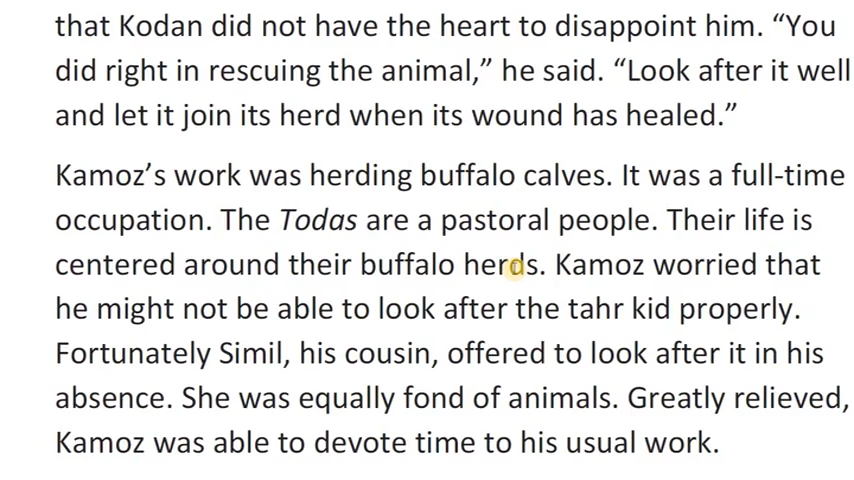 that Kodan did not have the heart to disappoint him. “You
did right in rescuing the animal,” he said. “Look after it well
and let it join its herd when its wound has healed.”
Kamoz’s work was herding buffalo calves. It was a full-time
occupation. The Todas are a pastoral people. Their life is
centered around their buffalo herds. Kamoz worried that
he might not be able to look after the tahr kid properly.
Fortunately Simil, his cousin, offered to look after it in his
absence. She was equally fond of animals. Greatly relieved,
Kamoz was able to devote time to his usual work.